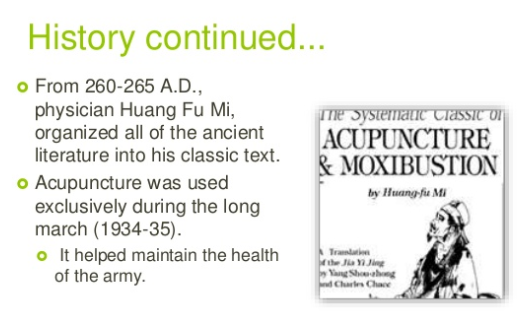 History continued...
From 260-265 A.D.,
physician Huang Fu Mi,
organized all of the ancient
literature into his classic text.
Acupuncture was used
exclusively during the long
march (1934-35).
It helped maintain the health
of the army.
The Systematic Classic of
ACUPUNCTURE
& MOXIBUSTION
by Huang-fu Mi
A Translation
of the Jia Yi Jing
by Yang Shou-zhong
and Charles Chace